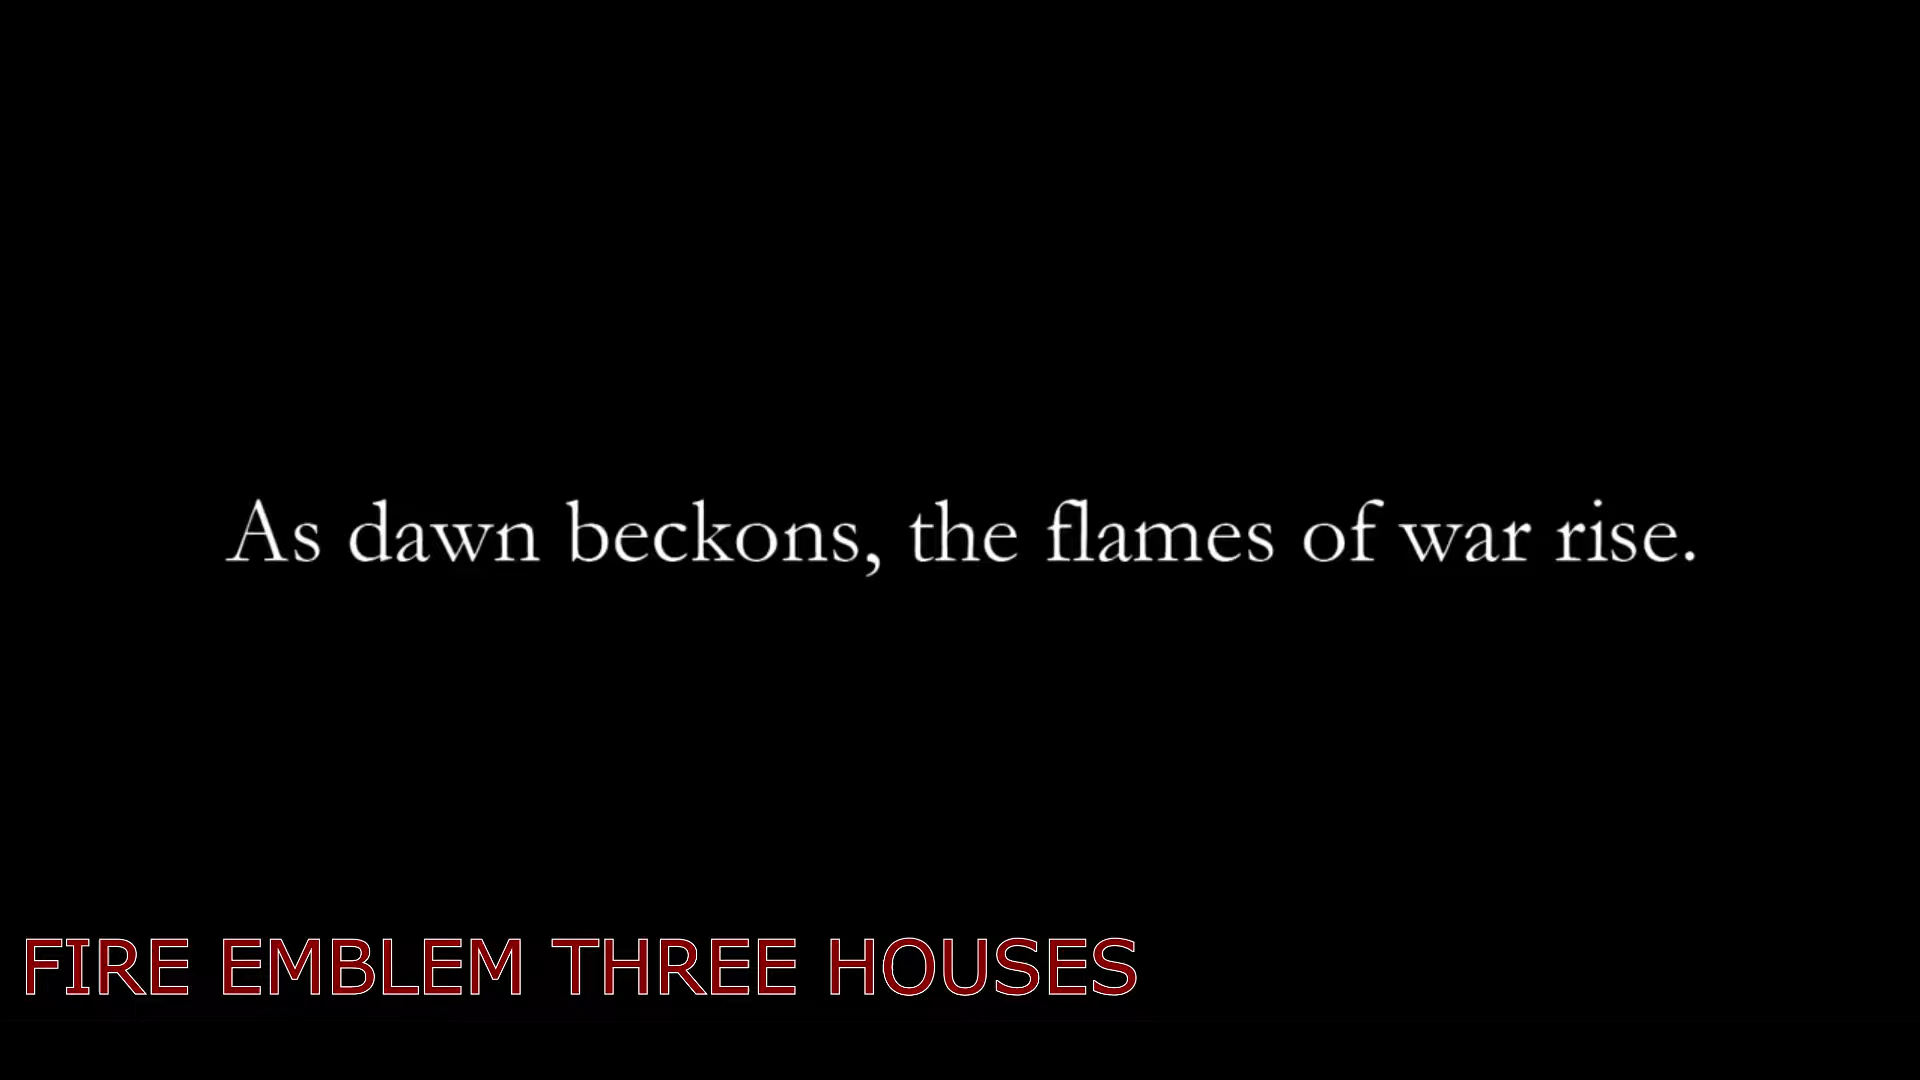 As dawn beckons, the flames of war rise.
FIRE EMBLEM THREE HOUSES